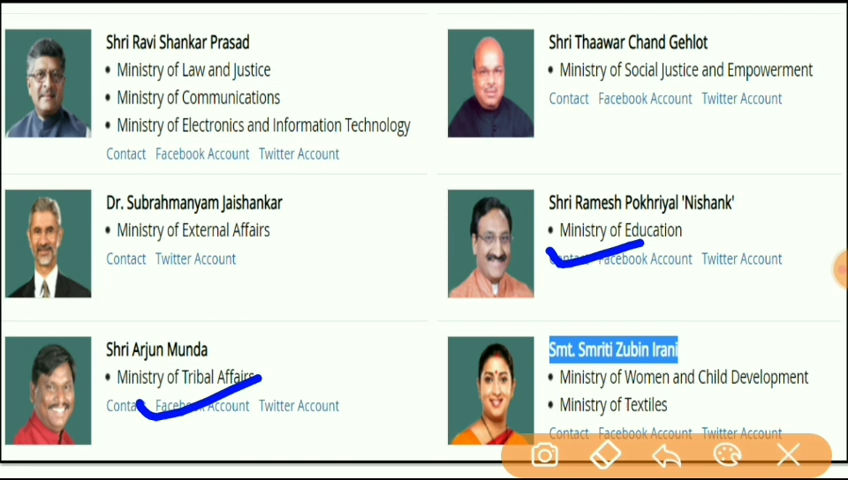 Shri Ravi Shankar Prasad
• Ministry of Law and Justice
• Ministry of Communications
• Ministry of Electronics and Information Technology
Contact Facebook Account Twitter Account
Shri Thaawar Chand Gehlot
• Ministry of Social Justice and Empowerment
Contact Facebook Account Twitter Account
Dr. Subrahmanyam Jaishankar
• Ministry of External Affairs
Contact Twitter Account
Shri Ramesh Pokhriyal 'Nishank'
• Ministry of Education
Contact Facebook Account Twitter Account
Shri Arjun Munda
• Ministry of Tribal Affairs
Contact Facebook Account Twitter Account
Smt. Smriti Zubin Irani
• Ministry of Women and Child Development
• Ministry of Textiles
Contact Facebook Account Twitter Account